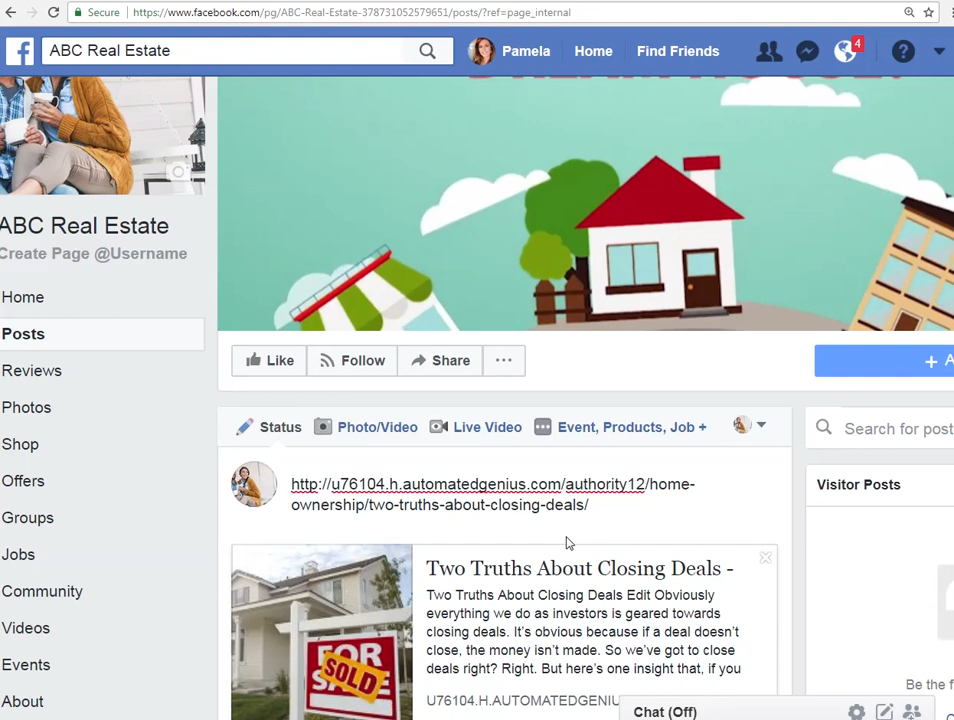 Secure https://www.facebook.com/pg/ABC-Real-Estate-378731052579651/posts/?ref=page_internal
ABC Real Estate
Pamela Home Find Friends 4
ABC Real Estate
Create Page @Username
Home
Posts
Reviews
Photos
Shop
Offers
Groups
Jobs
Community
Videos
Events
About
Like Follow Share
Status Photo/Video Live Video Event, Products, Job +
http://u76104.h.automatedgenius.com/authority12/home-
ownership/two-truths-about-closing-deals/
Two Truths About Closing Deals -
Two Truths About Closing Deals Edit Obviously
everything we do as investors is geared towards
closing deals. It's obvious because if a deal doesn't
close, the money isn't made. So we've got to close
deals right? Right. But here's one insight that, if you
U76104.H.AUTOMATEDGENIU
FOR
SOLD
+ A
Search for post
Visitor Posts
Be the f
Chat (Off)